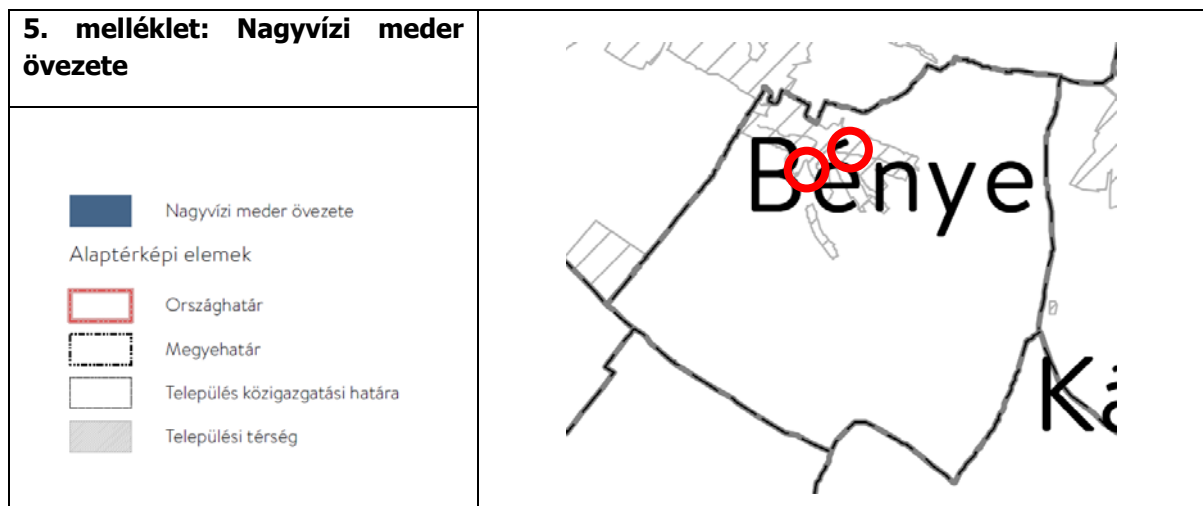 5. melléklet: Nagyvízi meder
övezete
Nagyvízi meder övezete
Alaptérképi elemek
Országhatár
Megyehatár
Település közigazgatási határa
Települési térség
Bénye
Ká